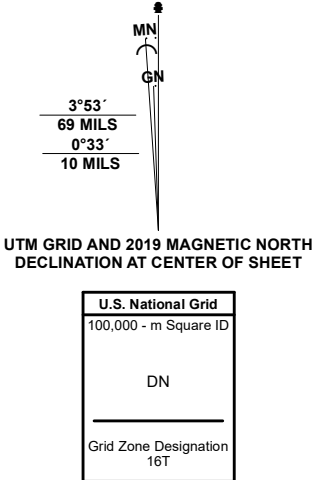 MN
GN
3°53´
69 MILS
0°33´
10 MILS
UTM GRID AND 2019 MAGNETIC NORTH
DECLINATION AT CENTER OF SHEET
U.S. National Grid
100,000 - m Square ID
DN
Grid Zone Designation
16T